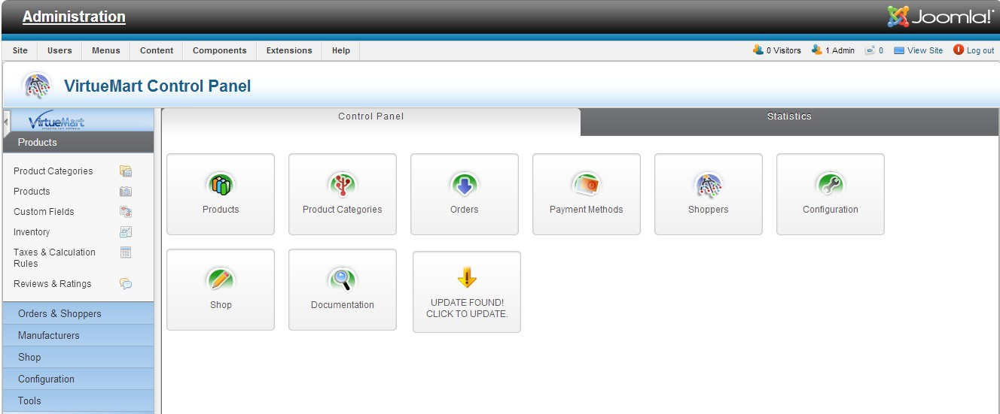 Administration
Joomla!
Site Users Menus Content Components Extensions Help
0 Visitors 1 Admin 0 View Site Log out
VirtueMart Control Panel
VirtueMart
Control Panel
Statistics
Products
Product Categories
Products
Custom Fields
Inventory
Taxes & Calculation
Rules
Reviews & Ratings
Orders & Shoppers
Manufacturers
Shop
Configuration
Tools
Products
Product Categories
Orders
Payment Methods
Shoppers
Configuration
Shop
Documentation
UPDATE FOUND!
CLICK TO UPDATE.